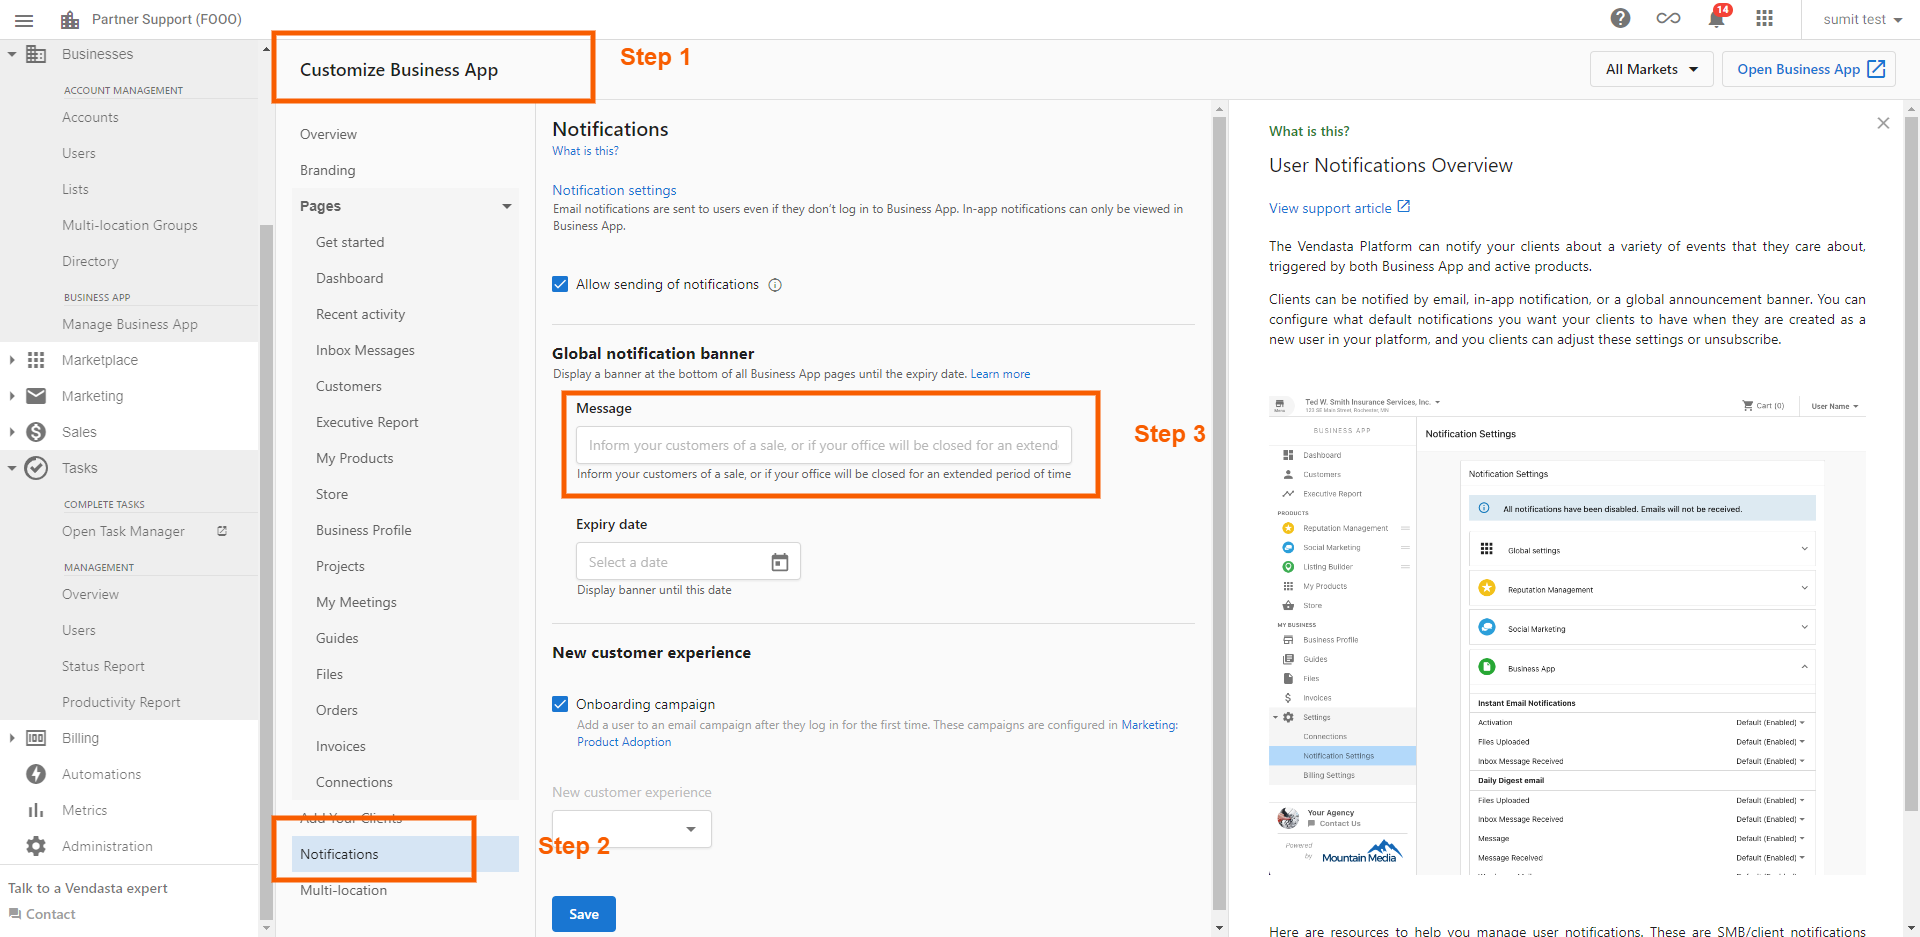 Partner Support (FOOO)
14
sumit test
Businesses
ACCOUNT MANAGEMENT
Accounts
Users
Lists
Multi-location Groups
Directory
BUSINESS APP
Manage Business App
Marketplace
Marketing
Sales
Tasks
COMPLETE TASKS
Open Task Manager
MANAGEMENT
Overview
Users
Status Report
Productivity Report
Billing
Automations
Metrics
Administration
Talk to a Vendasta expert
Contact
Customize Business App
Step 1
All Markets
Open Business App
Overview
Branding
Pages
Get started
Dashboard
Recent activity
Inbox Messages
Customers
Executive Report
My Products
Store
Business Profile
Projects
My Meetings
Guides
Files
Orders
Invoices
Connections
Add Your Clients
Notifications
Step 2
Multi-location
Notifications
What is this?
Notification settings
Email notifications are sent to users even if they don't log in to Business App. In-app notifications can only be viewed in
Business App.
Allow sending of notifications
Global notification banner
Display a banner at the bottom of all Business App pages until the expiry date. Learn more
Message
Inform your customers of a sale, or if your office will be closed for an extend
Inform your customers of a sale, or if your office will be closed for an extended period of time
Step 3
Expiry date
Select a date
Display banner until this date
New customer experience
Onboarding campaign
Add a user to an email campaign after they log in for the first time. These campaigns are configured in Marketing:
Product Adoption
New customer experience
Save
What is this?
User Notifications Overview
View support article
The Vendasta Platform can notify your clients about a variety of events that they care about,
triggered by both Business App and active products.
Clients can be notified by email, in-app notification, or a global announcement banner. You can
configure what default notifications you want your clients to have when they are created as a
new user in your platform, and you clients can adjust these settings or unsubscribe.
Menu
Ted W. Smith Insurance Services, Inc.
122 SE Main Street, Rochester, MN
Cart (0)
User Name
BUSINESS APP
Dashboard
Customers
Executive Report
PRODUCTS
Reputation Management
Social Marketing
Listing Builder
My Products
Store
MY BUSINESS
Business Profile
Guides
Files
Invoices
Settings
Connections
Notification Settings
Billing Settings
Your Agency
Contact Us
Powered
by
Mountain Media
Notification Settings
Notification Settings
All notifications have been disabled. Emails will not be received.
Global settings
Reputation Management
Social Marketing
Business App
Instant Email Notifications
Activation Default (Enabled)
Files Uploaded Default (Enabled)
Inbox Message Received Default (Enabled)
Daily Digest email
Files Uploaded Default (Enabled)
Inbox Message Received Default (Enabled)
Message Default (Enabled)
Message Received Default (Enabled)
Here are resources to help you manage user notifications. These are SMB/client notifications